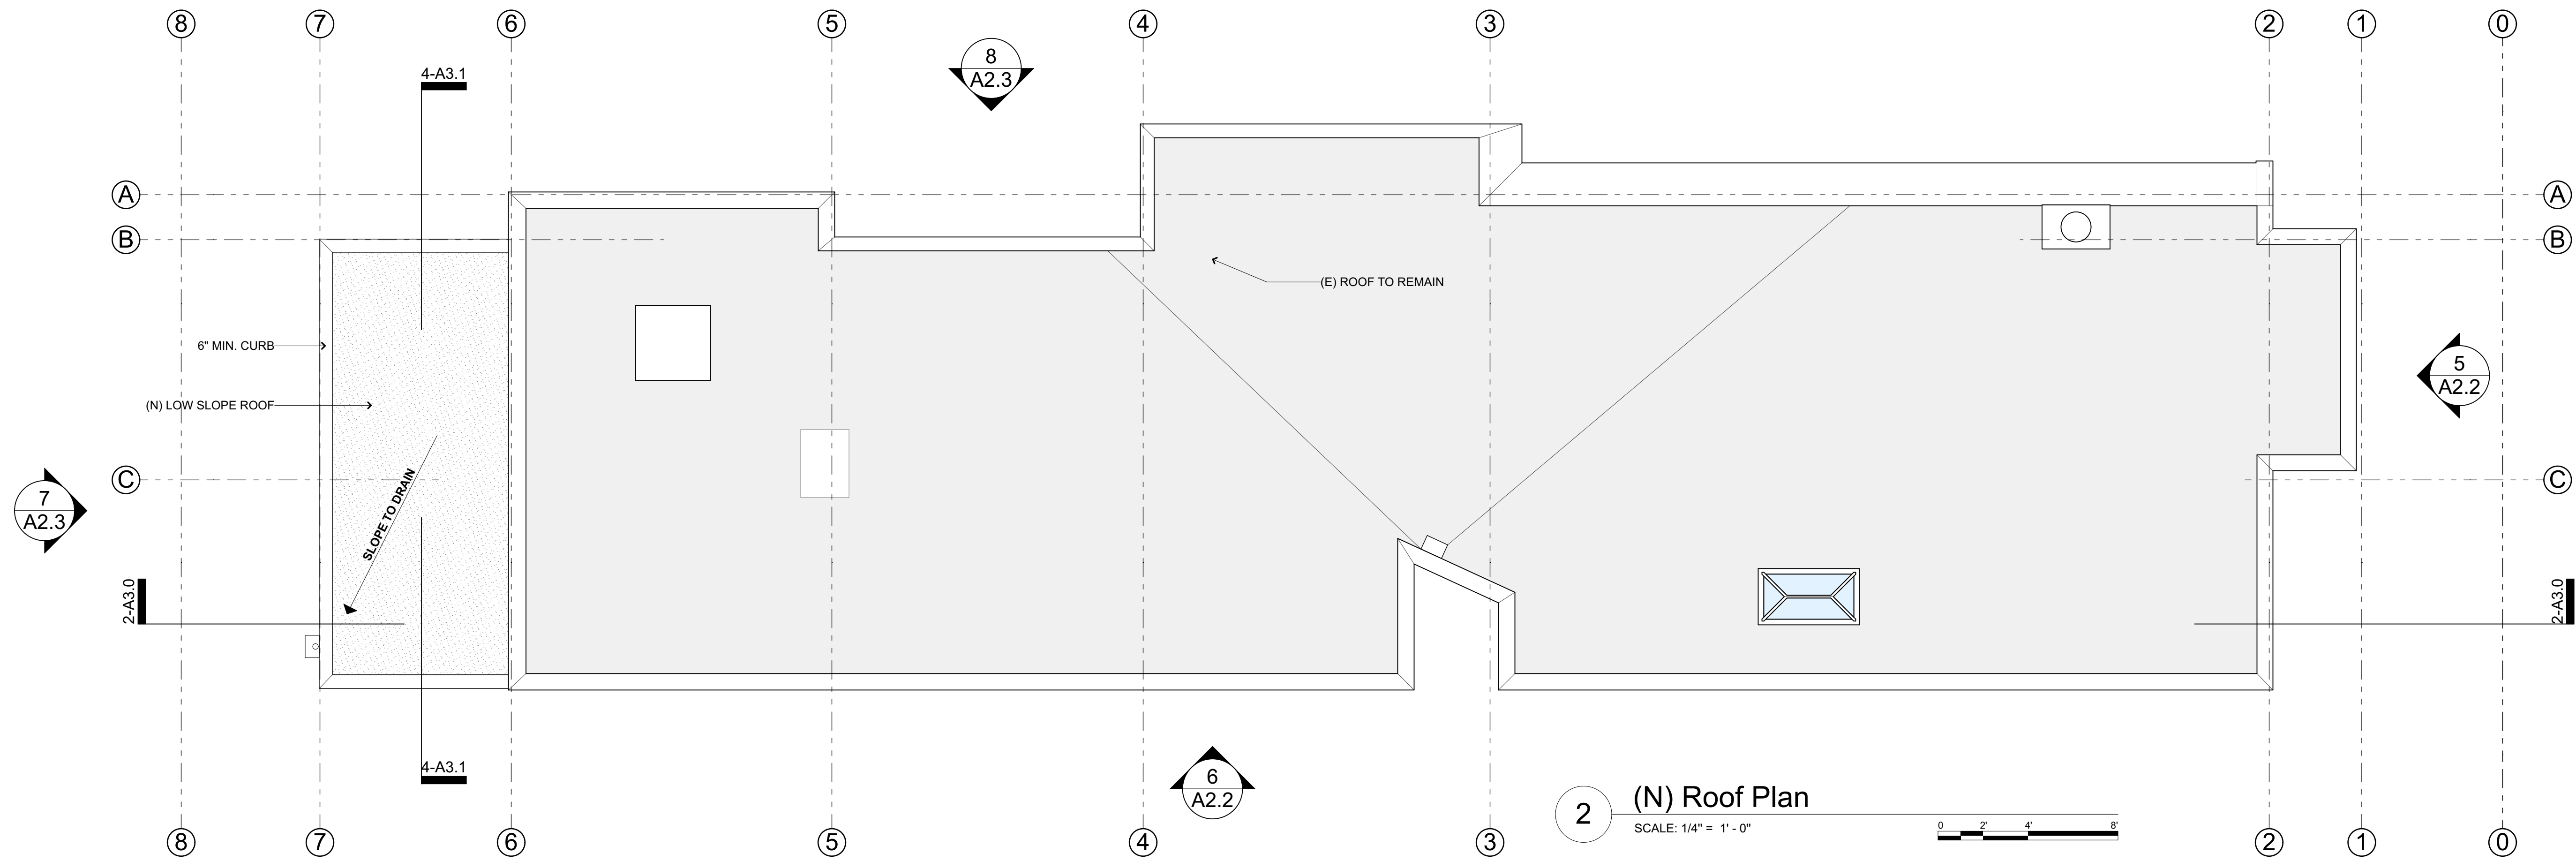 8 7 6 5 4 3 2 1 0
8
A2.3
4-A3.1
A A
B B
(E) ROOF TO REMAIN
6" MIN. CURB
(N) LOW SLOPE ROOF
5
A2.2
C C
SLOPE TO DRAIN
7
A2.3
2-A3.0 2-A3.0
4-A3.1
6
A2.2
2 (N) Roof Plan
SCALE: 1/4" = 1' - 0"
0 2' 4' 8'
8 7 6 5 4 3 2 1 0